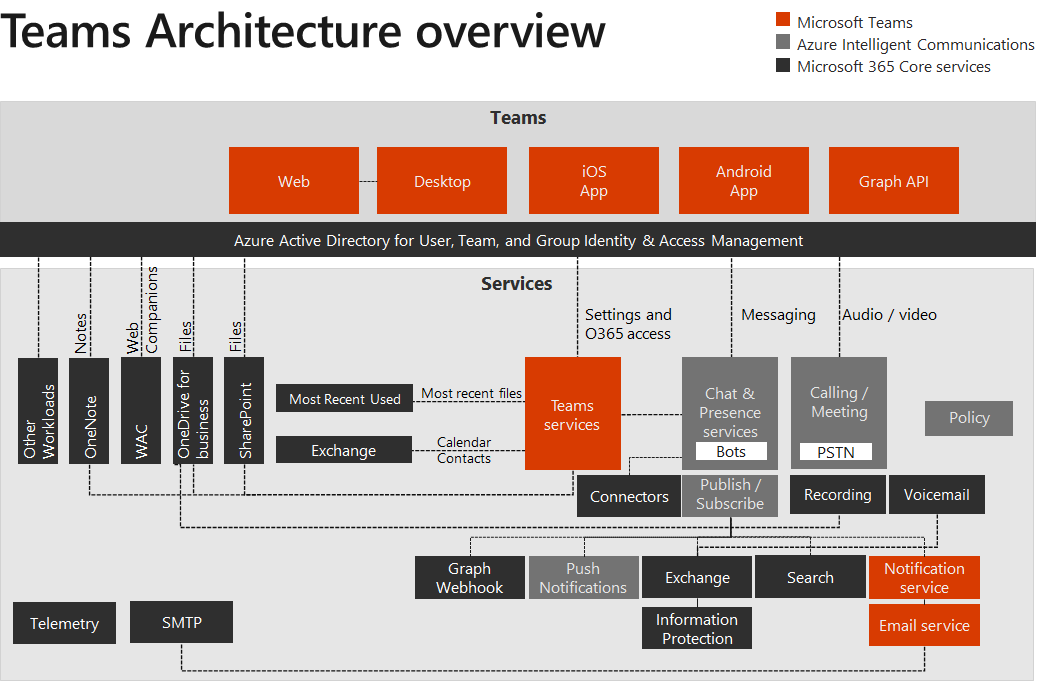 Teams Architecture overview
Microsoft Teams
Azure Intelligent Communications
Microsoft 365 Core services
Teams
Web
Desktop
iOS
App
Android
App
Graph API
Azure Active Directory for User, Team, and Group Identity & Access Management
Services
Notes
Web
Companions
Files
Files
Settings and
O365 access
Messaging
Audio / video
Other
Workloads
OneNote
WAC
OneDrive for
business
SharePoint
Most Recent Used
Most recent files
Exchange
Calendar
Contacts
Teams
services
Chat &
Presence
services
Bots
Calling /
Meeting
PSTN
Policy
Connectors
Publish /
Subscribe
Recording
Voicemail
Graph
Webhook
Push
Notifications
Exchange
Search
Notification
service
Telemetry
SMTP
Information
Protection
Email service